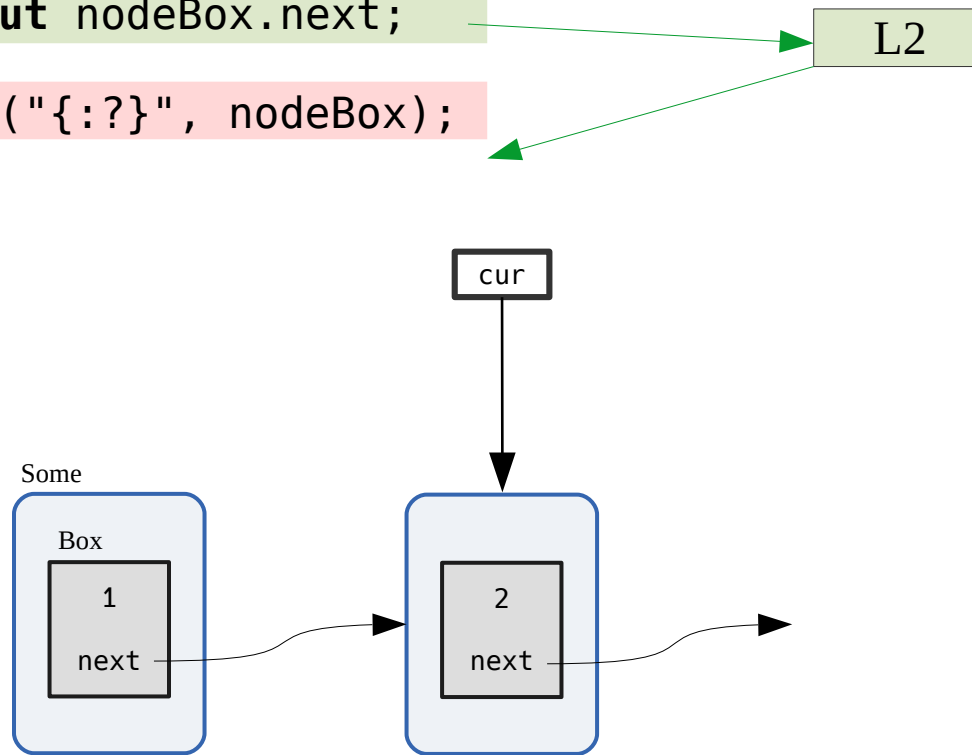 ut nodeBox.next;
L2
("{:?}", nodeBox);
cur
Some
Box
1
2
next
next